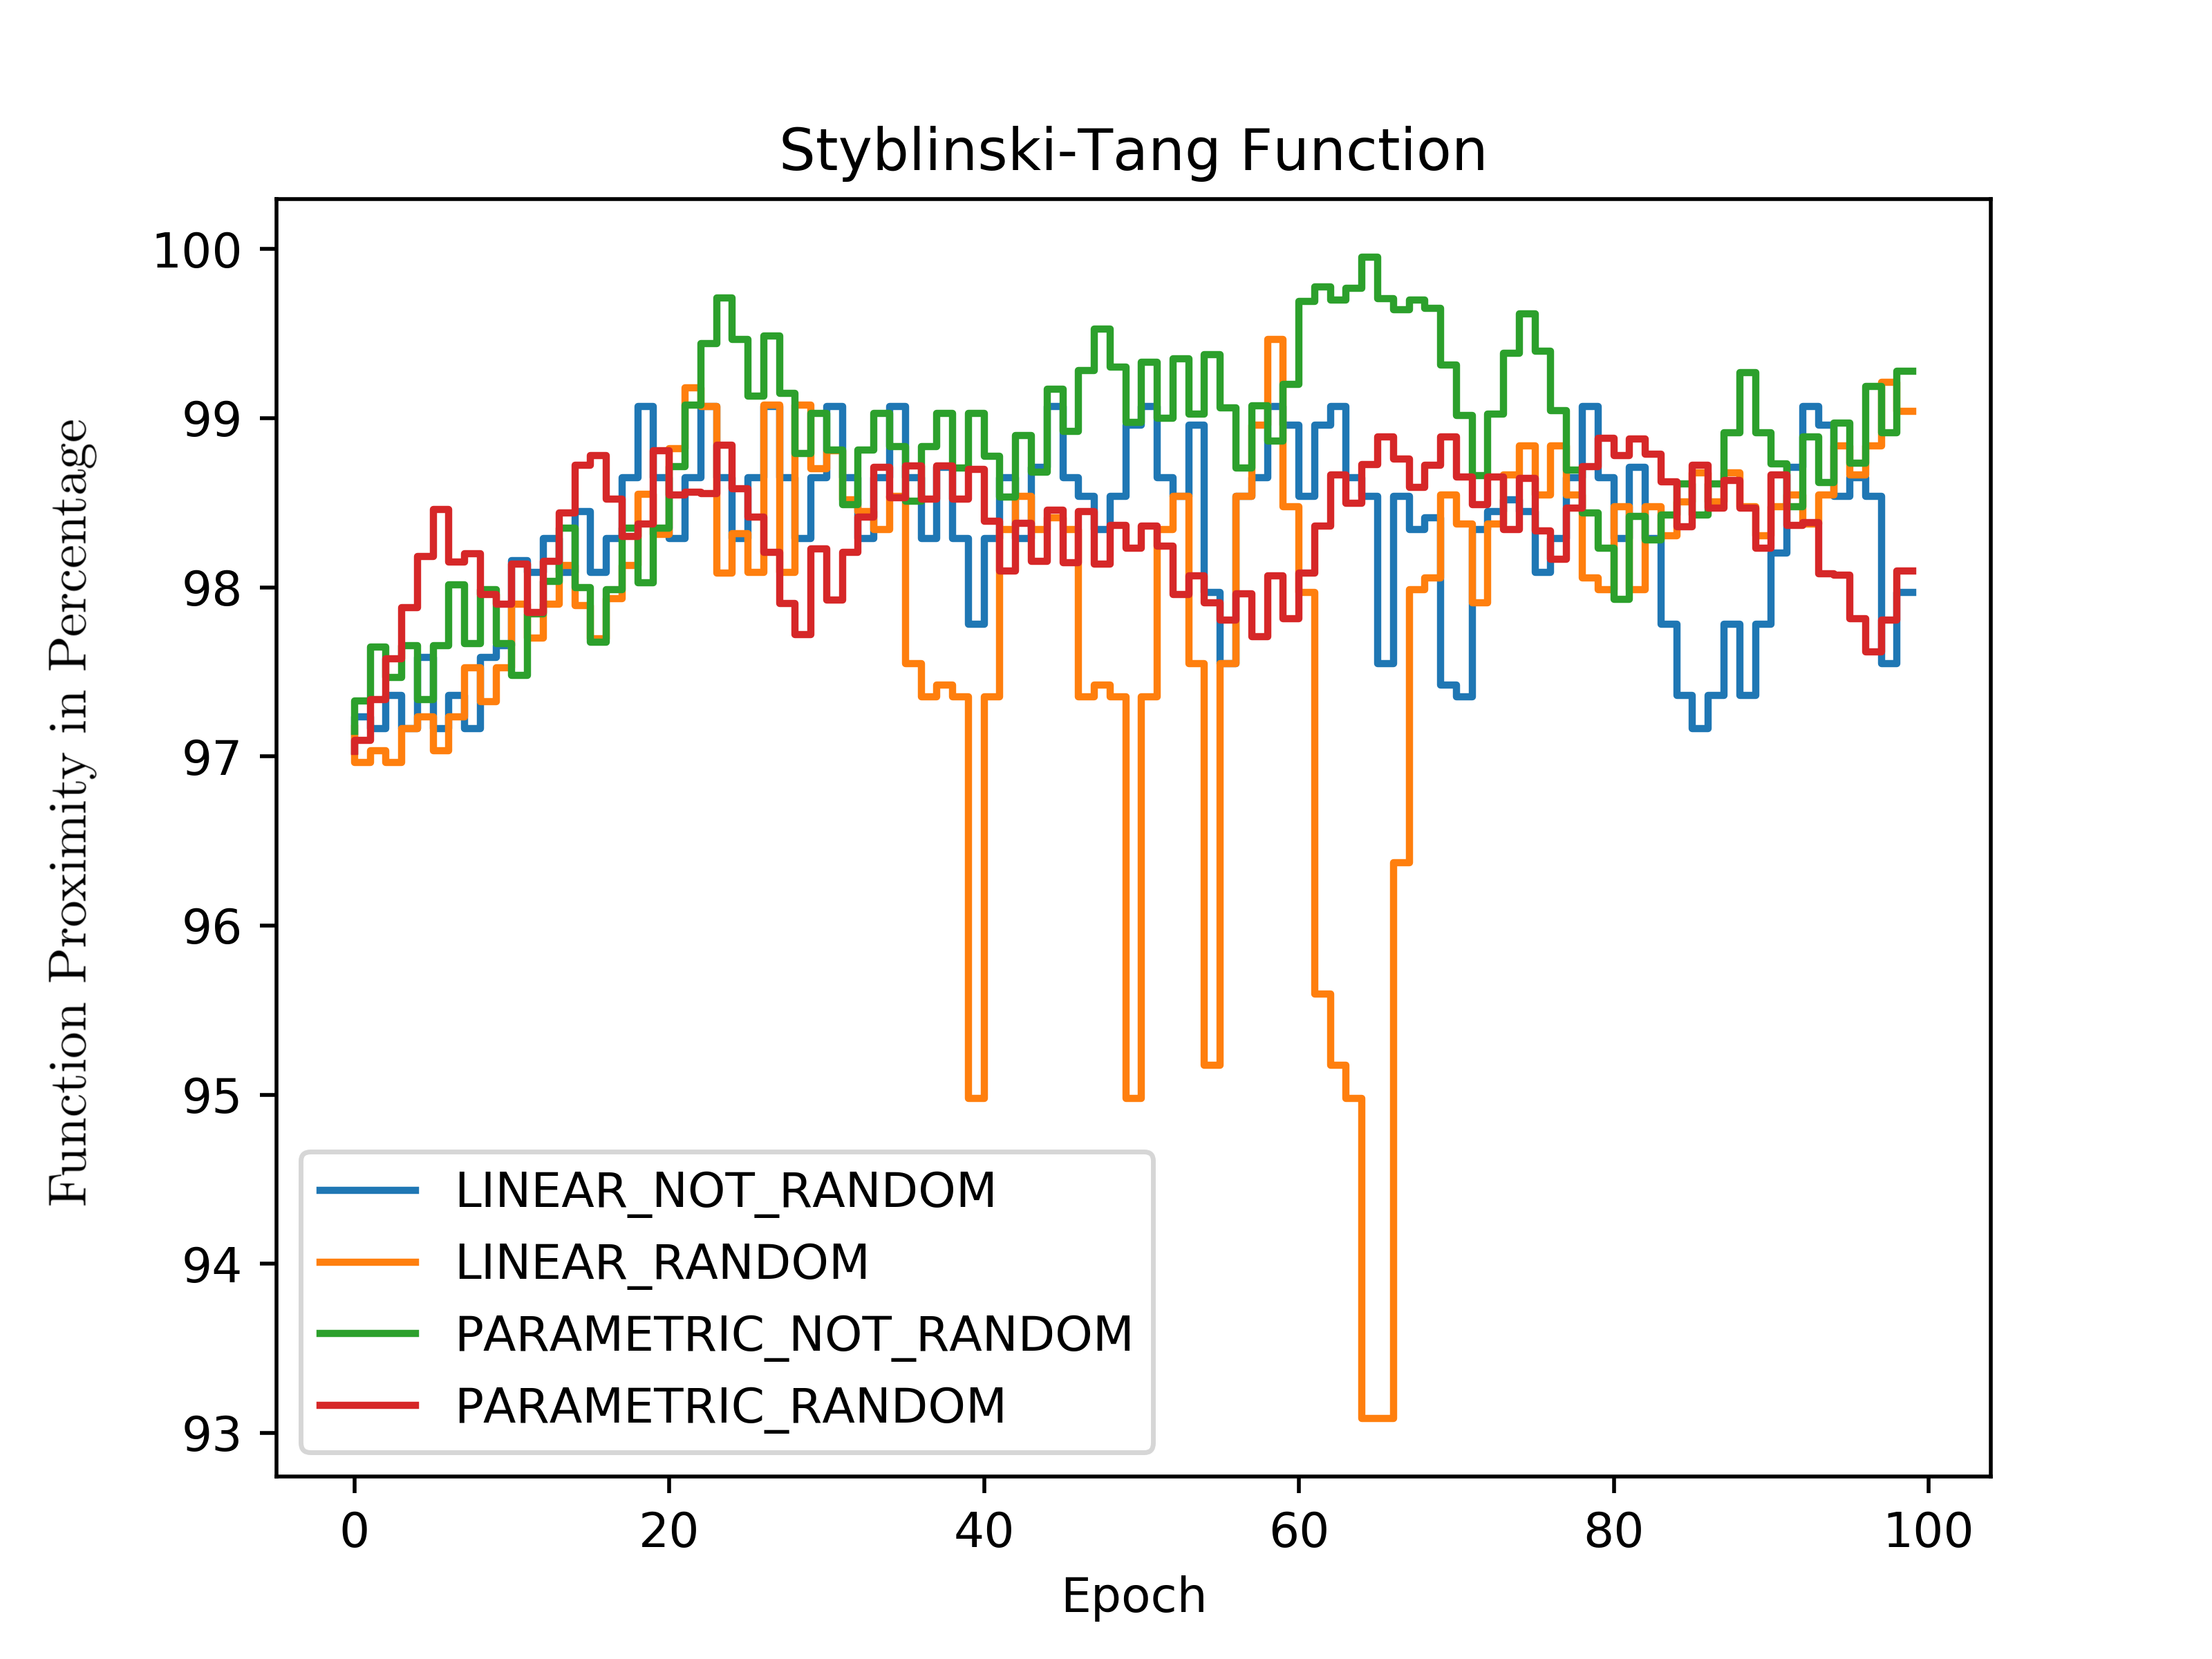 Styblinski-Tang Function
Function Proximity in Percentage
100
99
98
97
96
95
94
93
LINEAR_NOT_RANDOM
LINEAR_RANDOM
PARAMETRIC_NOT_RANDOM
PARAMETRIC_RANDOM
0 20 40 60 80 100
Epoch